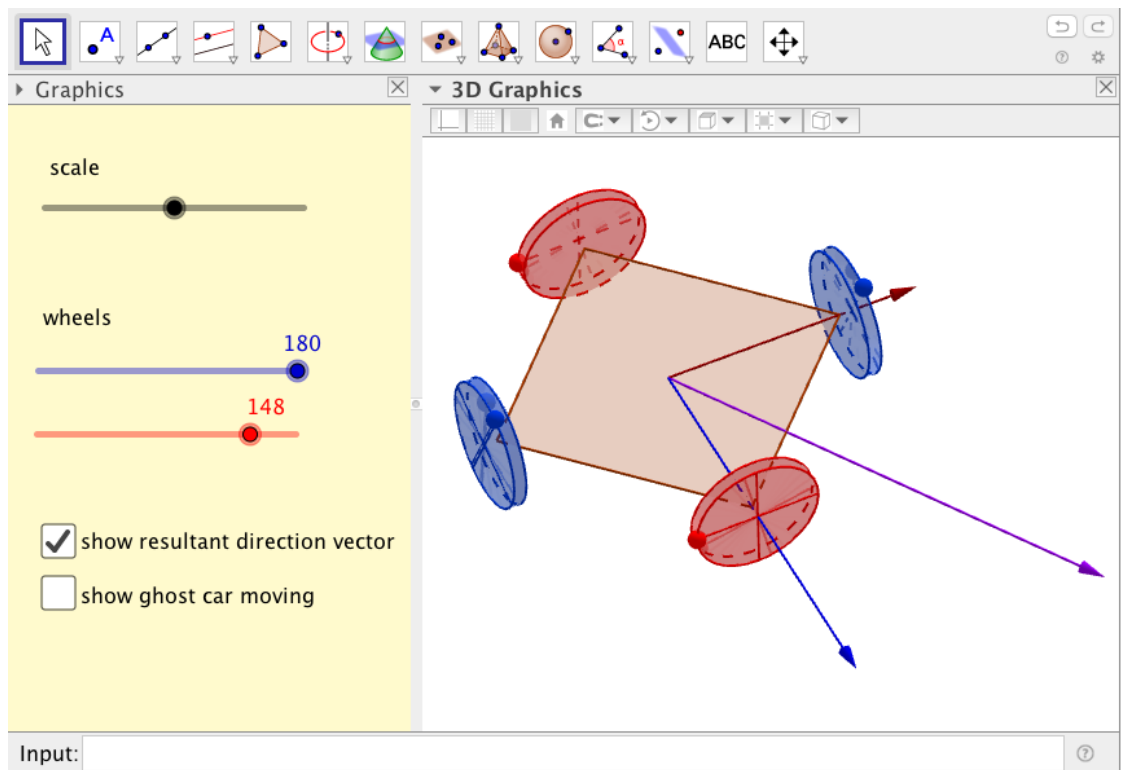 A
α
ABC
Graphics
3D Graphics
scale
wheels
180
148
show resultant direction vector
show ghost car moving
Input: